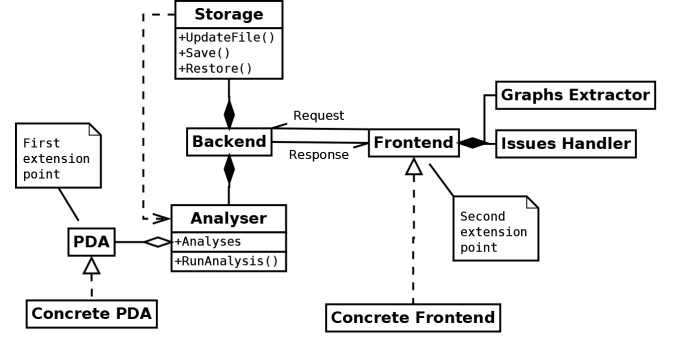 Storage
+UpdateFile()
+Save()
+Restore()
Request
Graphs Extractor
Backend
Frontend
Issues Handler
Response
First
extension
point
Analyser
+Analyses
+RunAnalysis()
Second
extension
point
PDA
Concrete PDA
Concrete Frontend